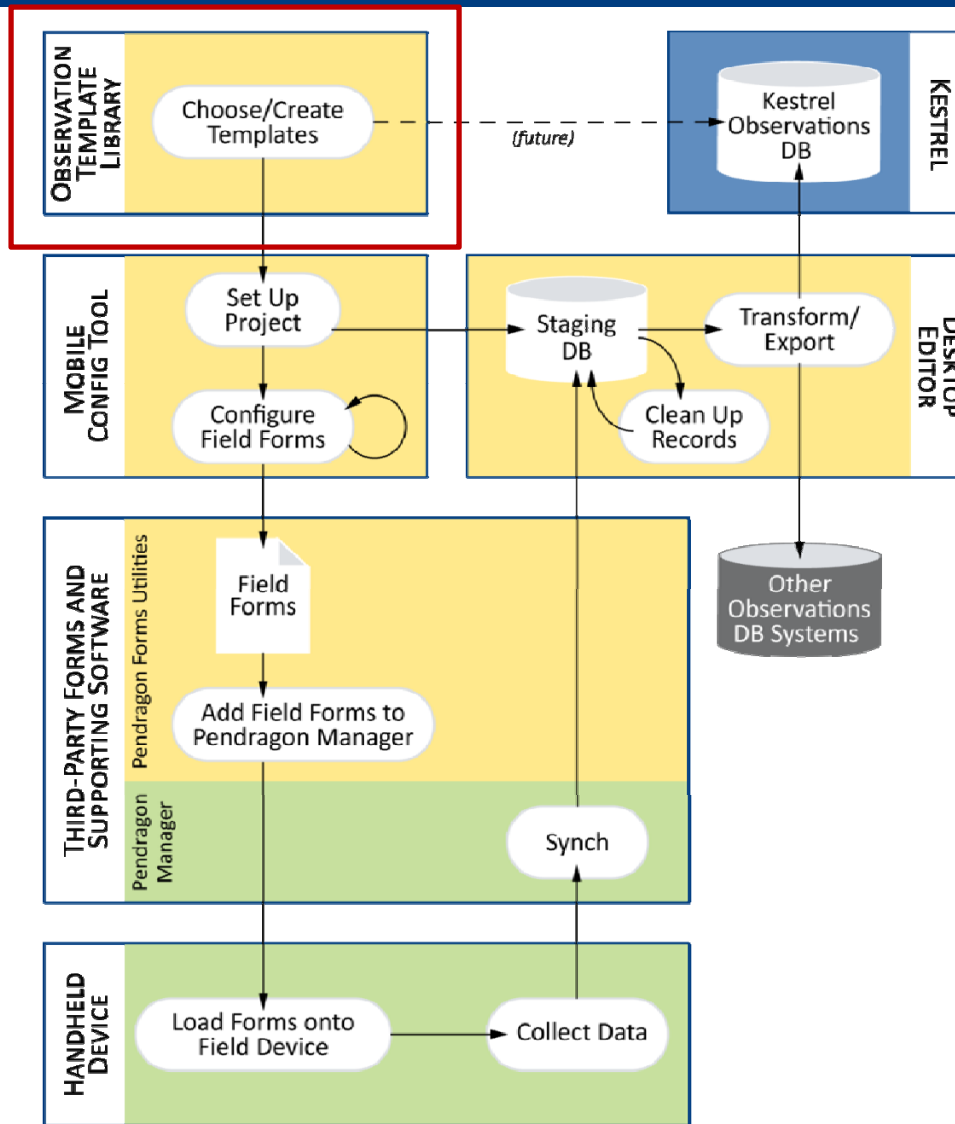 OBSERVATION
TEMPLATE
LIBRARY
Choose/Create
Templates
(future)
Kestrel
Observations
DB
KESTREL
MOBILE
CONFIG TOOL
Set Up
Project
Configure
Field Forms
Staging
DB
Transform/
Export
Clean Up
Records
DESKTOP
EDITOR
THIRD-PARTY FORMS AND
SUPPORTING SOFTWARE
Pendragon Forms Utilities
Field
Forms
Add Field Forms to
Pendragon Manager
Other
Observations
DB Systems
Pendragon
Manager
Synch
HANDHELD
DEVICE
Load Forms onto
Field Device
Collect Data